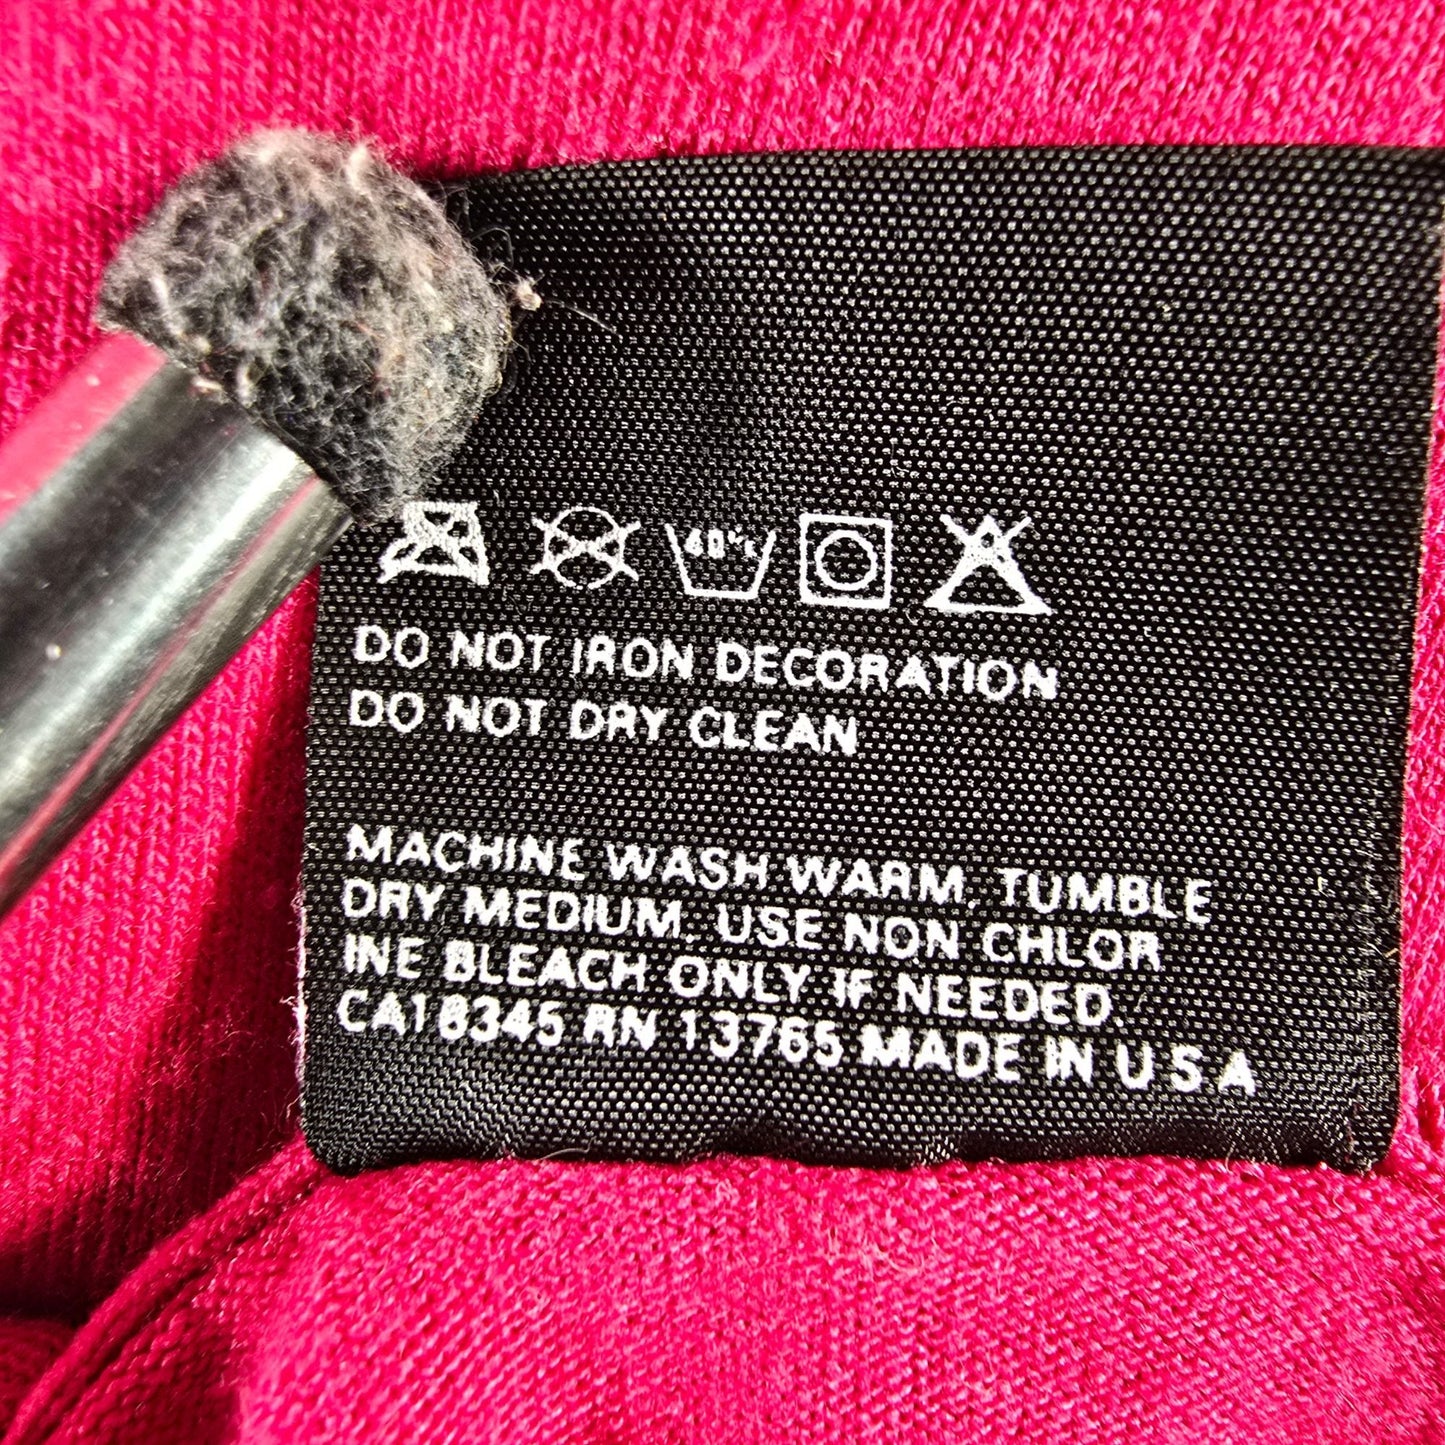 40°C
DO NOT IRON DECORATION
DO NOT DRY CLEAN
MACHINE WASH WARM, TUMBLE
DRY MEDIUM. USE NON CHLOR
INE BLEACH ONLY IF NEEDED.
CA18345 RN 13765 MADE IN U S A